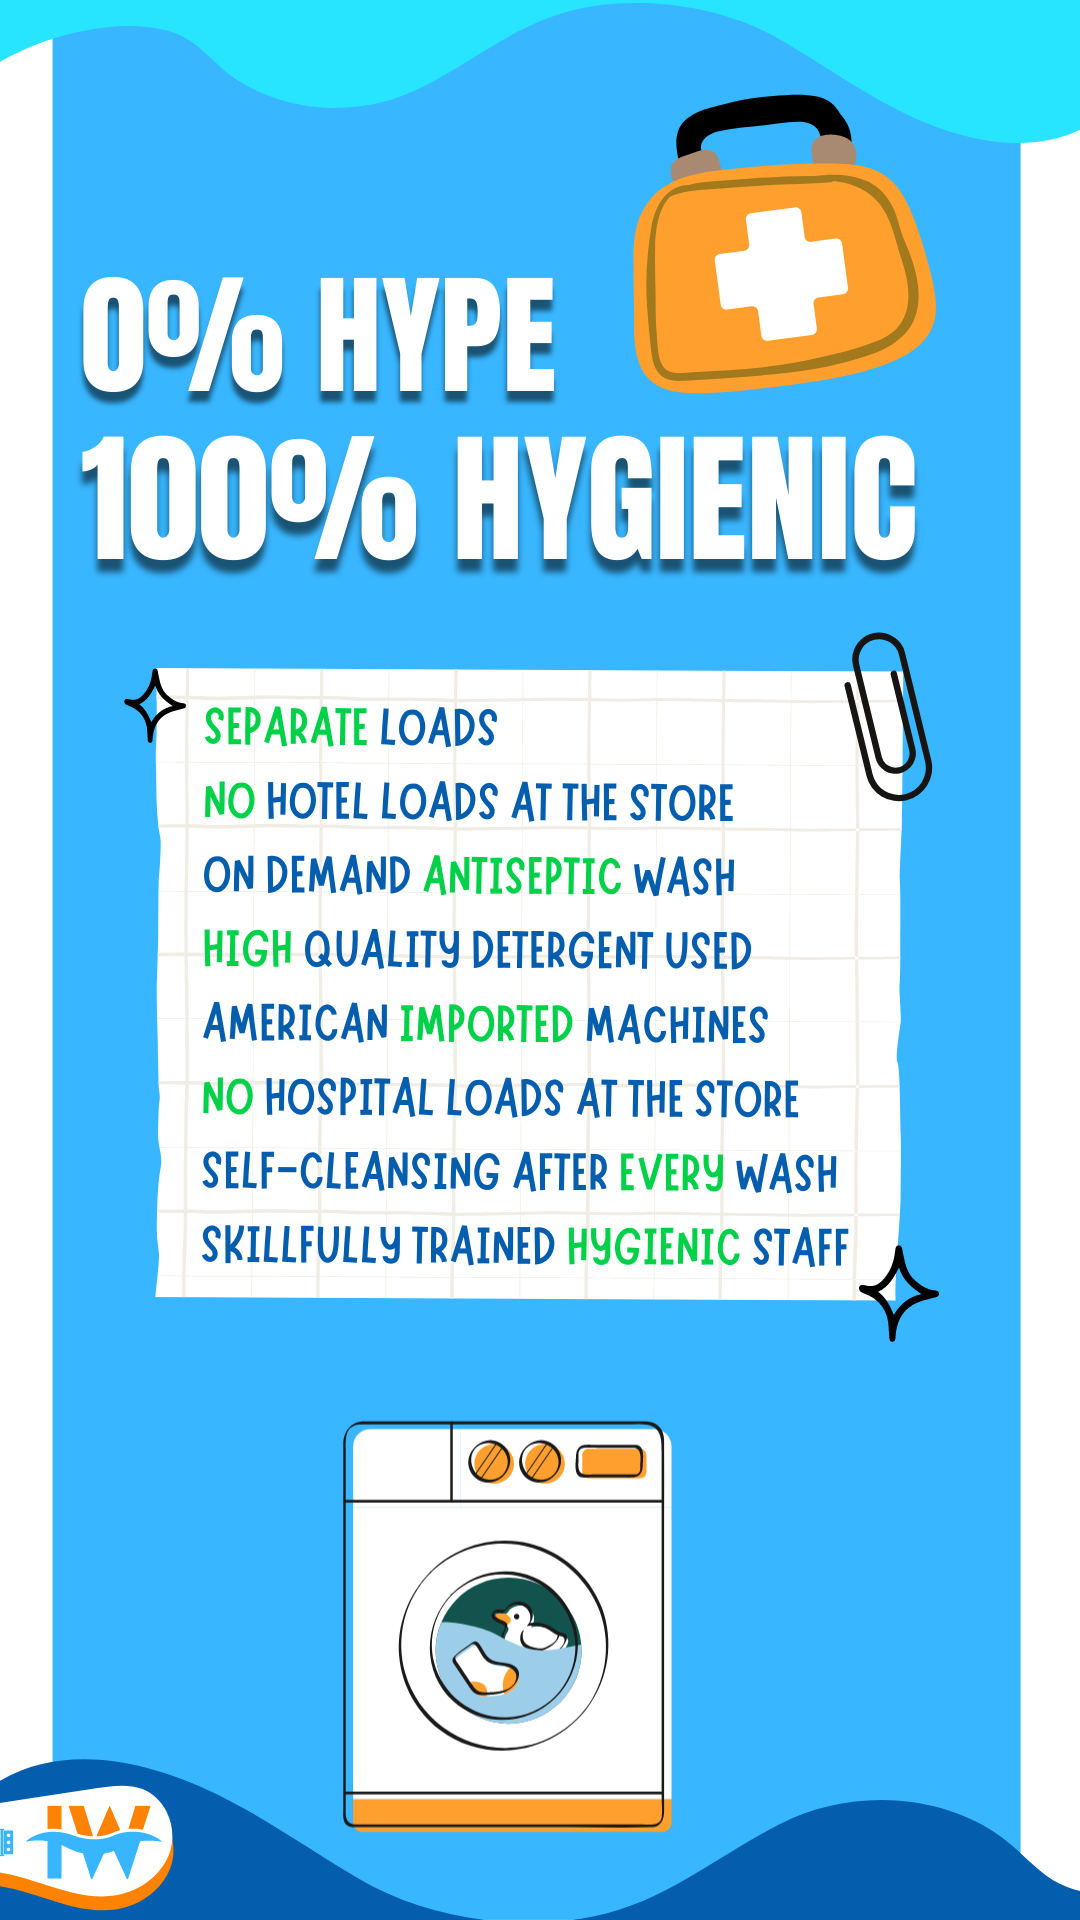 0% HYPE
100% HYGIENIC
SEPARATE LOADS
NO HOTEL LOADS AT THE STORE
ON DEMAND ANTISEPTIC WASH
HIGH QUALITY DETERGENT USED
AMERICAN IMPORTED MACHINES
NO HOSPITAL LOADS AT THE STORE
SELF-CLEANSING AFTER EVERY WASH
SKILLFULLY TRAINED HYGIENIC STAFF
IW